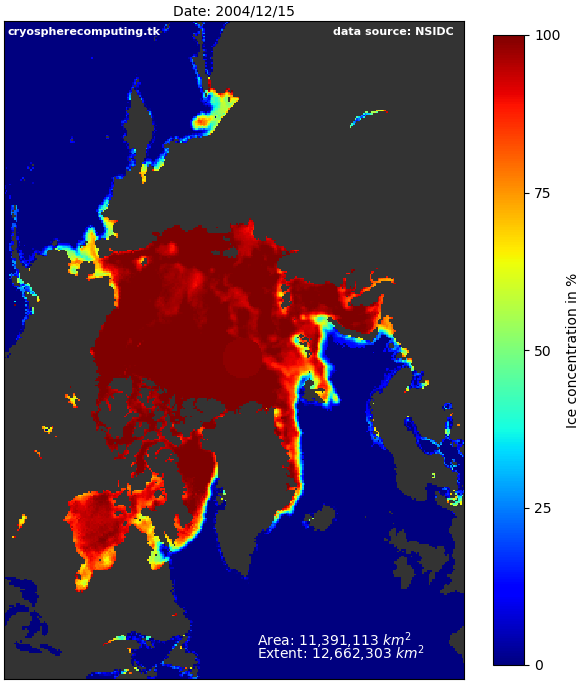 Date: 2004/12/15
cryospherecomputing.tk
data source: NSIDC
100
75
50
25
0
Ice concentration in %
Area: 11,391,113 km²
Extent: 12,662,303 km²